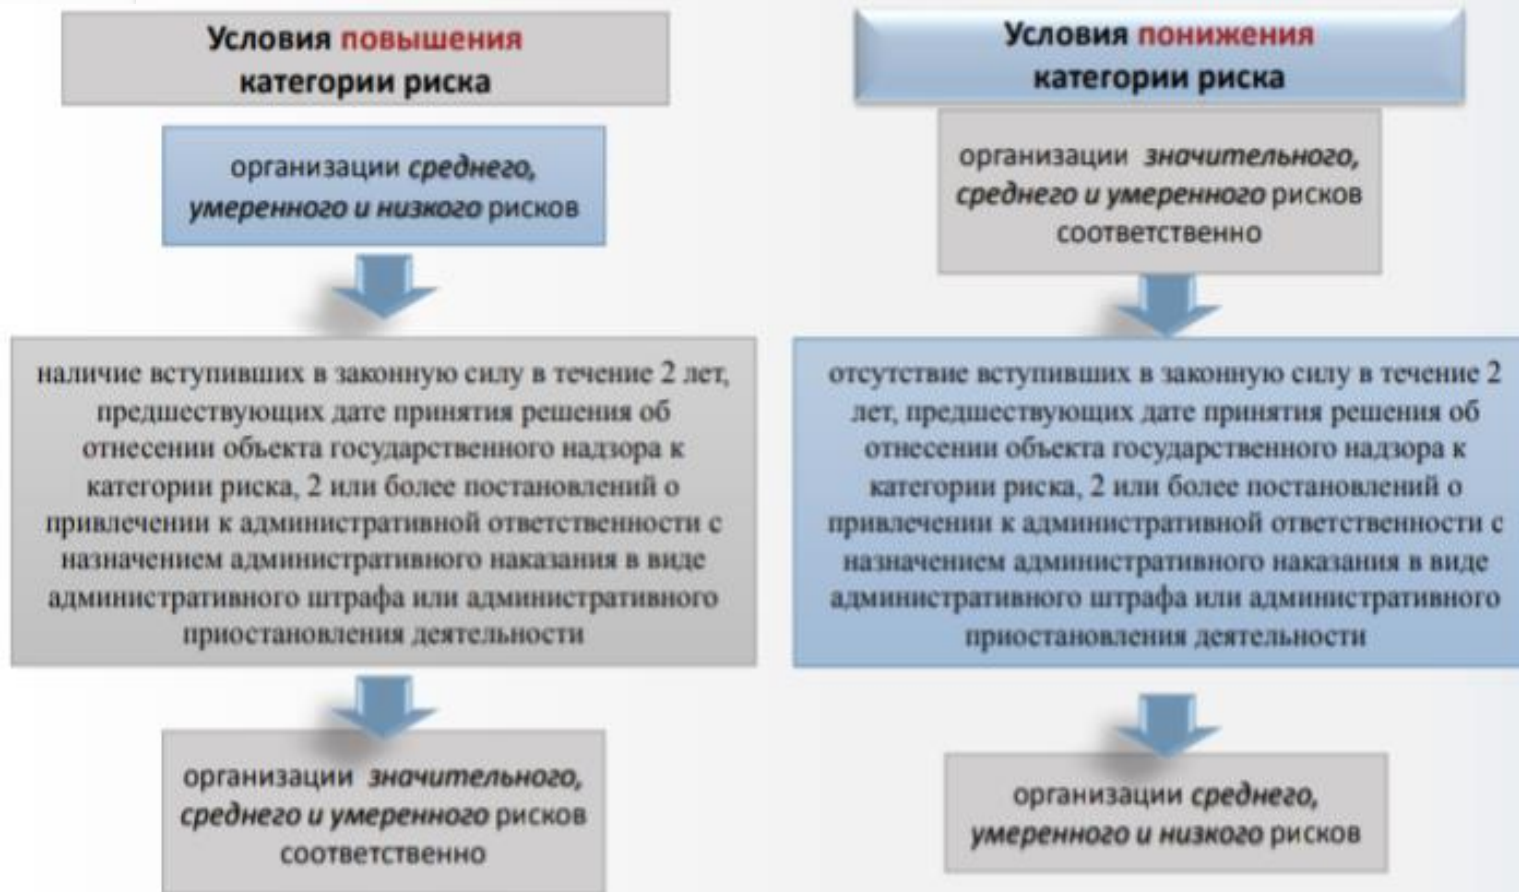 Условия повышения
категории риска
организации среднего,
умеренного и низкого рисков
наличие вступивших в законную силу в течение 2 лет,
предшествующих дате принятия решения об
отнесении объекта государственного надзора к
категории риска, 2 или более постановлений о
привлечении к административной ответственности с
назначением административного наказания в виде
административного штрафа или административного
приостановления деятельности
организации значительного,
среднего и умеренного рисков
соответственно
Условия понижения
категории риска
организации значительного,
среднего и умеренного рисков
соответственно
отсутствие вступивших в законную силу в течение 2
лет, предшествующих дате принятия решения об
отнесении объекта государственного надзора к
категории риска, 2 или более постановлений о
привлечении к административной ответственности с
назначением административного наказания в виде
административного штрафа или административного
приостановления деятельности
организации среднего,
умеренного и низкого рисков